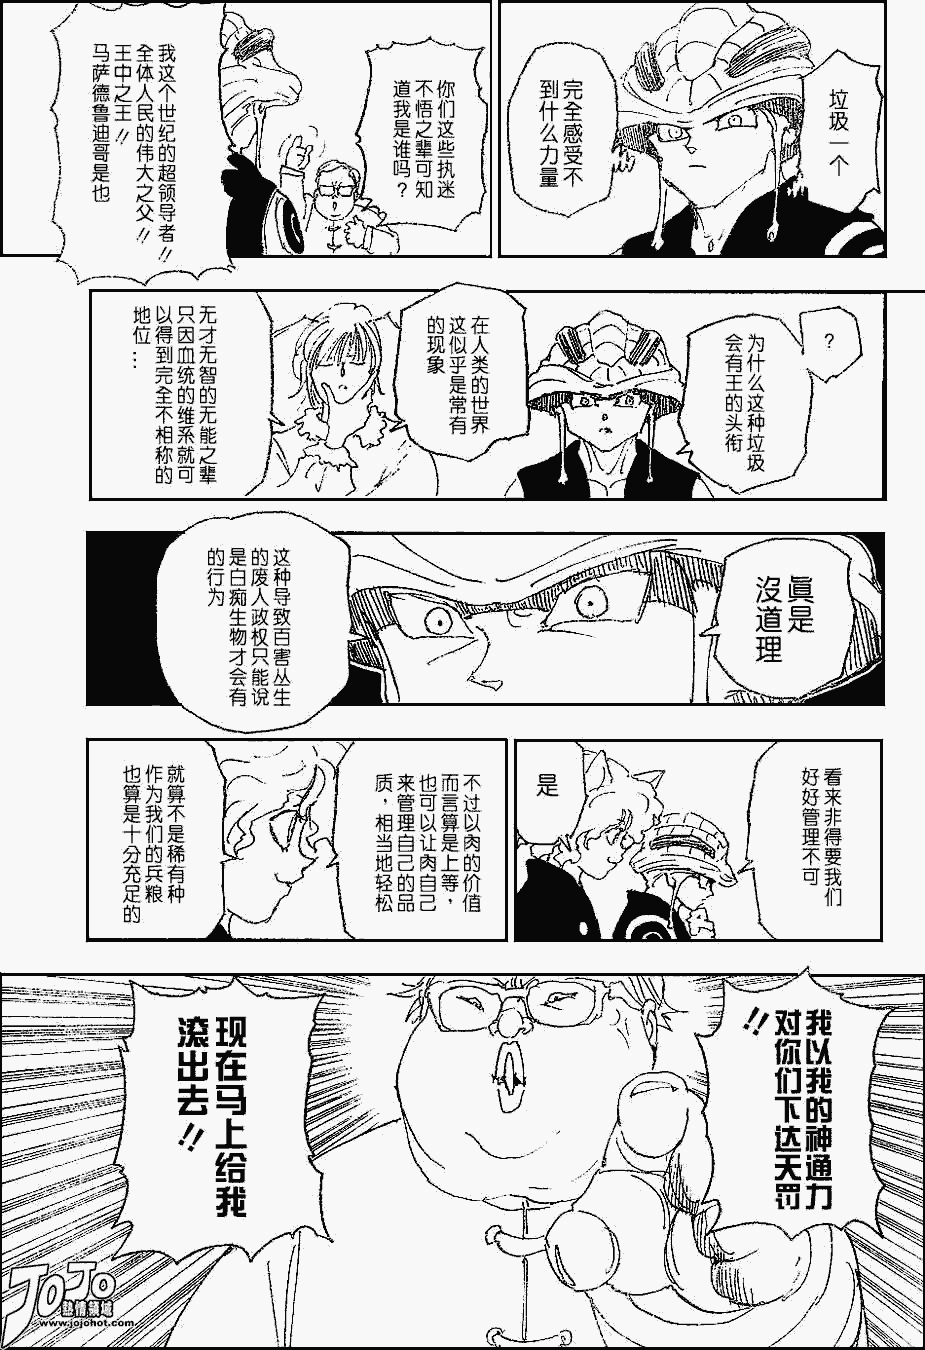 垃圾一个
完全感受不
到什么力量
你们这些执迷
不悟之辈可知
道我是谁吗？
我这个世纪的超领导者！！
全体人民的伟大之父！！
王中之王！！
马萨德鲁迪哥是也
？
为什么这种垃圾
会有王的头衔
在人类的世界
这似乎是常有
的现象
无才无智的无能之辈
只因血统的维系就可
以得到完全不相称的
地位…
真是
沒道理
这种导致百害丛生
的废人政权只能说
是白痴生物才会有
的行为
看来非得要我们
好好管理不可
是
不过以肉的价值
而言算是上等，
也可以让肉自己
来管理自己的品
质，相当地轻松
就算不是稀有种
作为我们的兵粮
也算是十分充足的
我以我的神通力
对你们下达天罚
！！
现在马上给我
滚出去！！
JOJO
熱情領域
www.jojohot.com